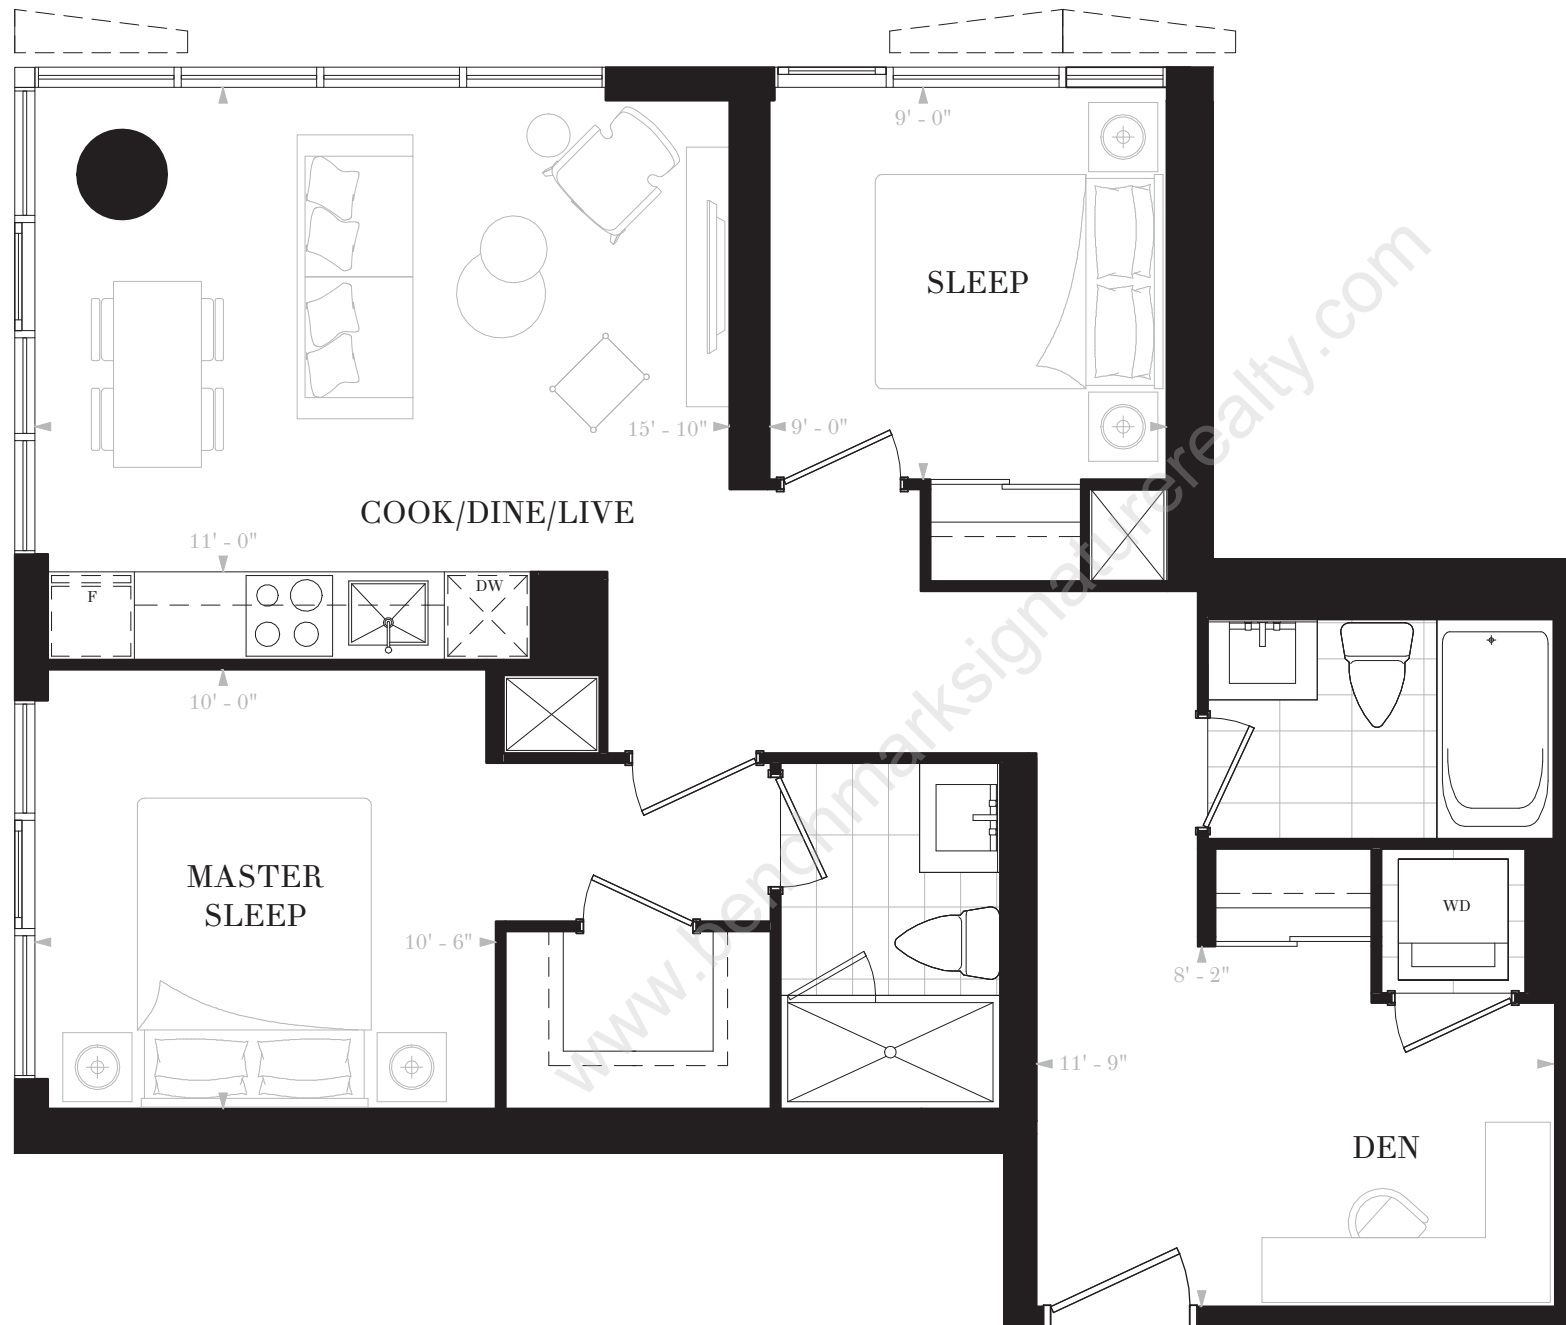 9' - 0"
SLEEP
15' - 10"
9' - 0"
COOK/DINE/LIVE
11' - 0"
F
DW
10' - 0"
MASTER
SLEEP
10' - 6"
WD
8' - 2"
11' - 9"
DEN
www.benchmarksignaturerealty.com